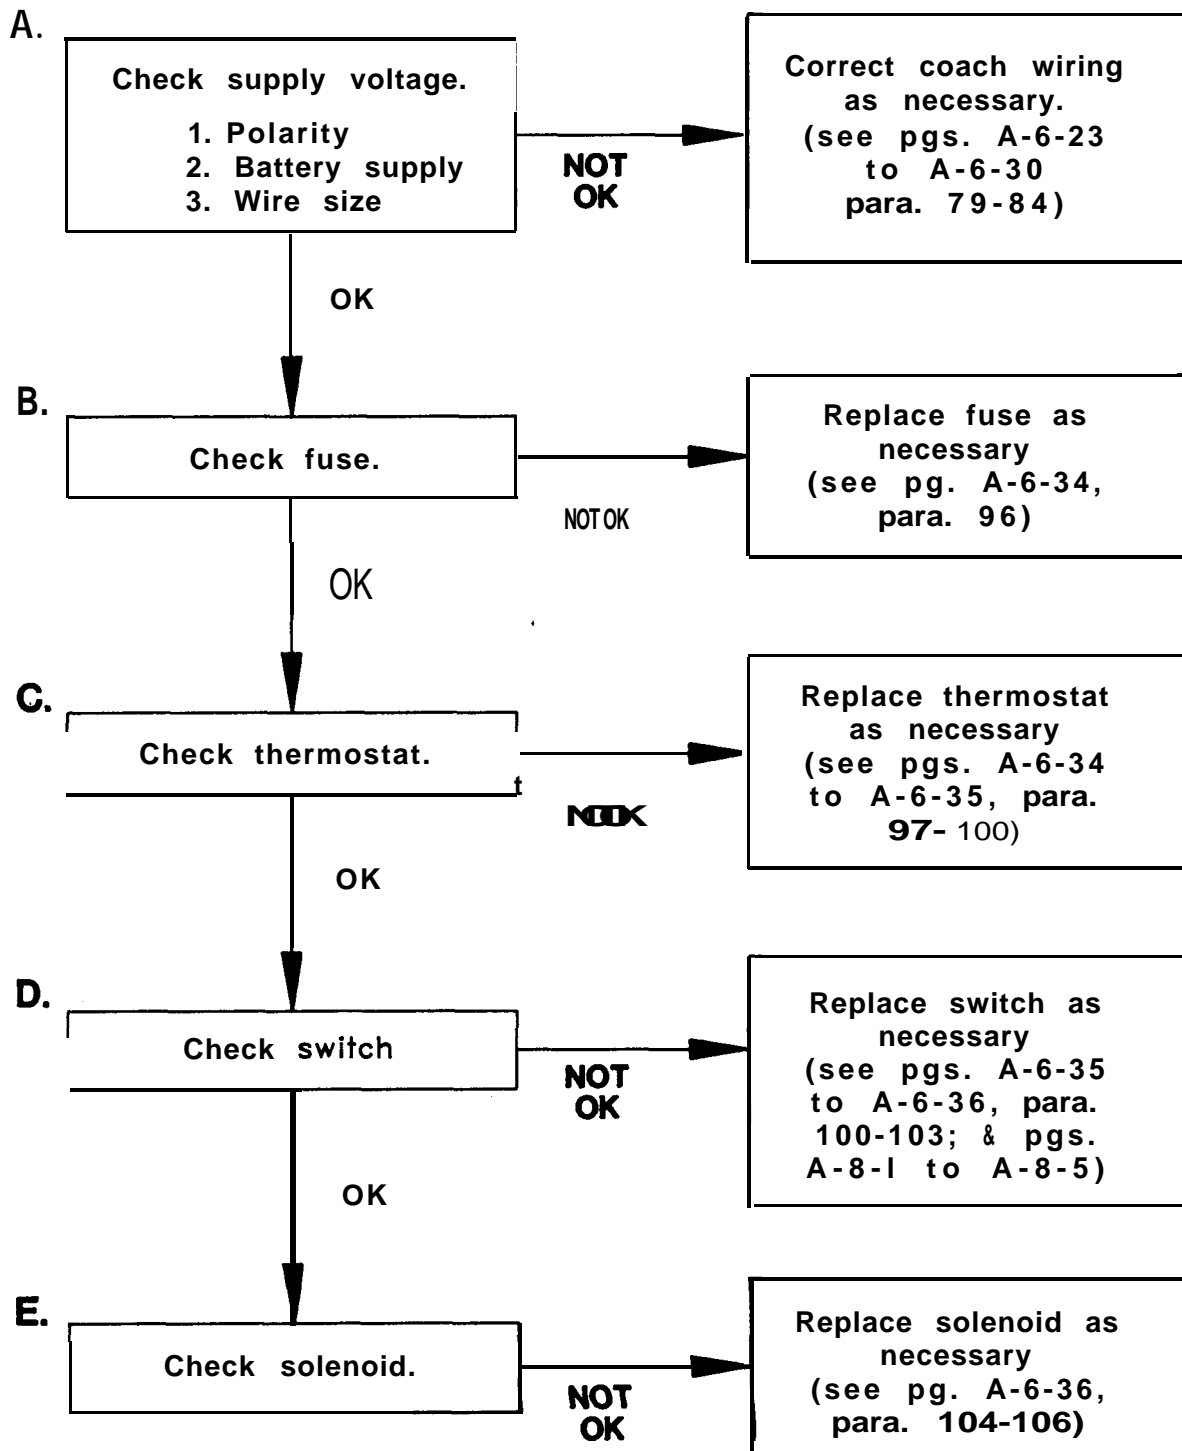 A.
Check supply voltage.
1. Polarity
2. Battery supply
3. Wire size
NOT
OK
Correct coach wiring
as necessary.
(see pgs. A-6-23
to A-6-30
para. 79-84)
OK
B.
Check fuse.
NOT OK
Replace fuse as
necessary
(see pg. A-6-34,
para. 96)
OK
C.
Check thermostat.
Replace thermostat
as necessary
(see pgs. A-6-34
to A-6-35, para.
97- 100)
OK
D.
Check switch
NOT
OK
Replace switch as
necessary
(see pgs. A-6-35
to A-6-36, para.
100-103; & pgs.
A-8-I to A-8-5)
OK
E.
Check solenoid.
NOT
OK
Replace solenoid as
necessary
(see pg. A-6-36,
para. 104-106)